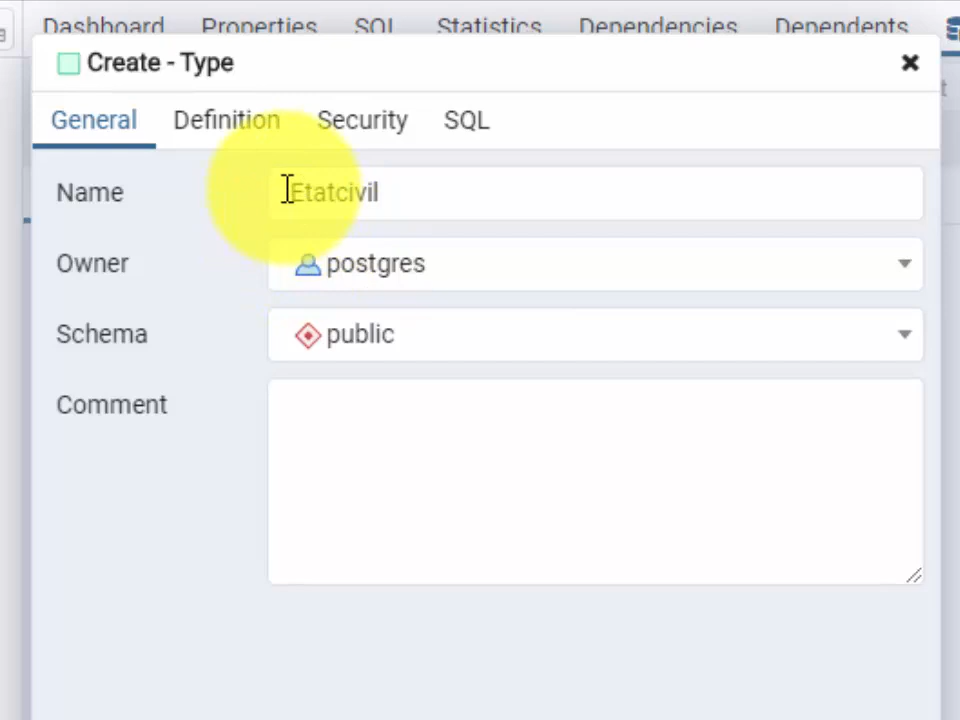 Dashboard Properties SQL Statistics Dependencies Dependents
Create - Type
General Definition Security SQL
Name Etatcivil
Owner postgres
Schema public
Comment